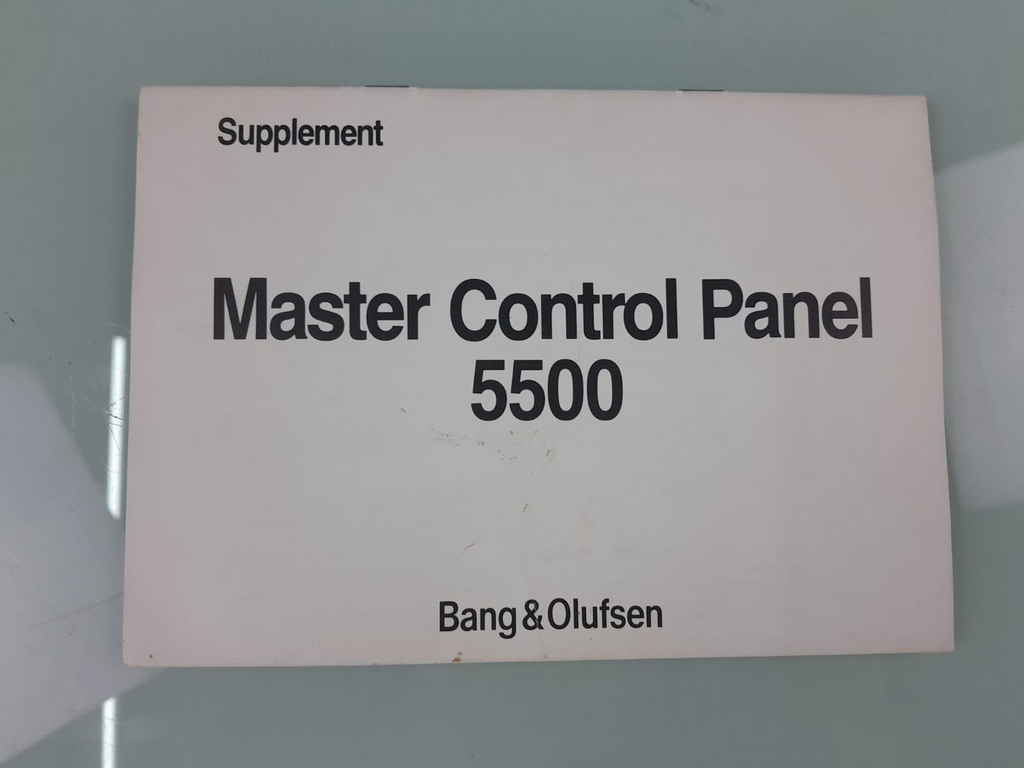 Supplement
Master Control Panel
5500
Bang & Olufsen